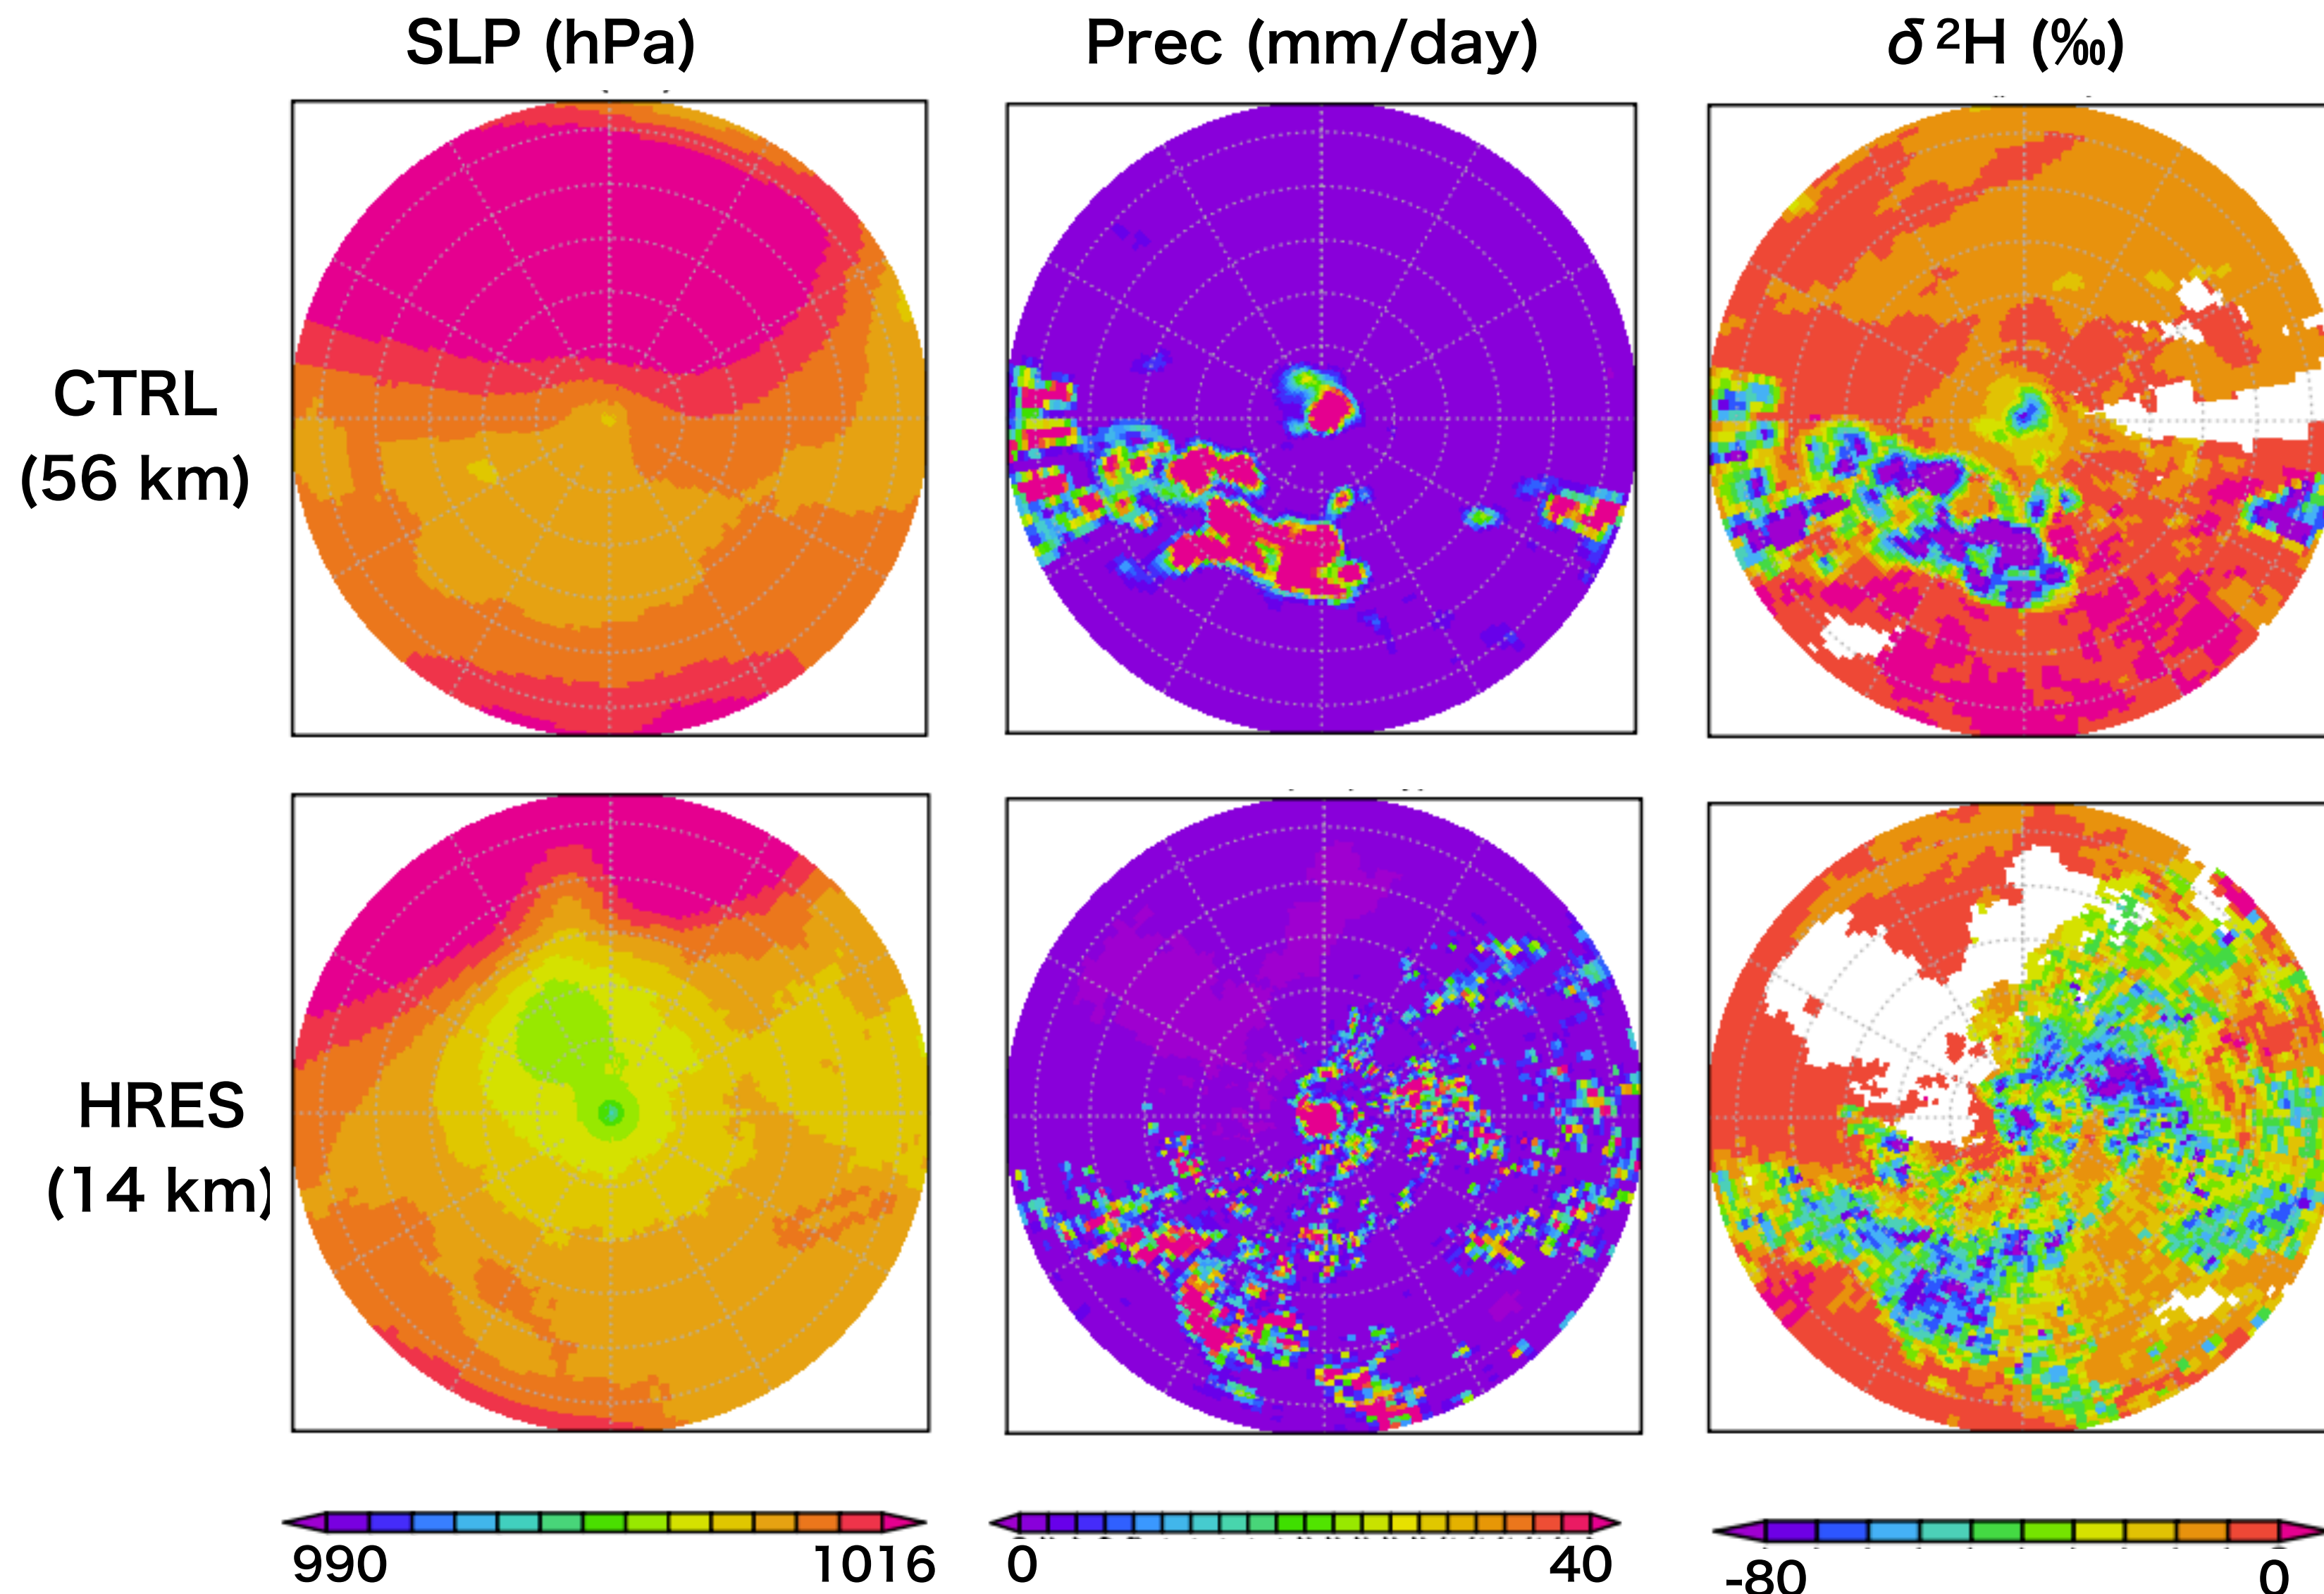 SLP (hPa) Prec (mm/day) δ ²H (‰)
CTRL
(56 km)
HRES
(14 km)
990 1016 0 40 -80 0